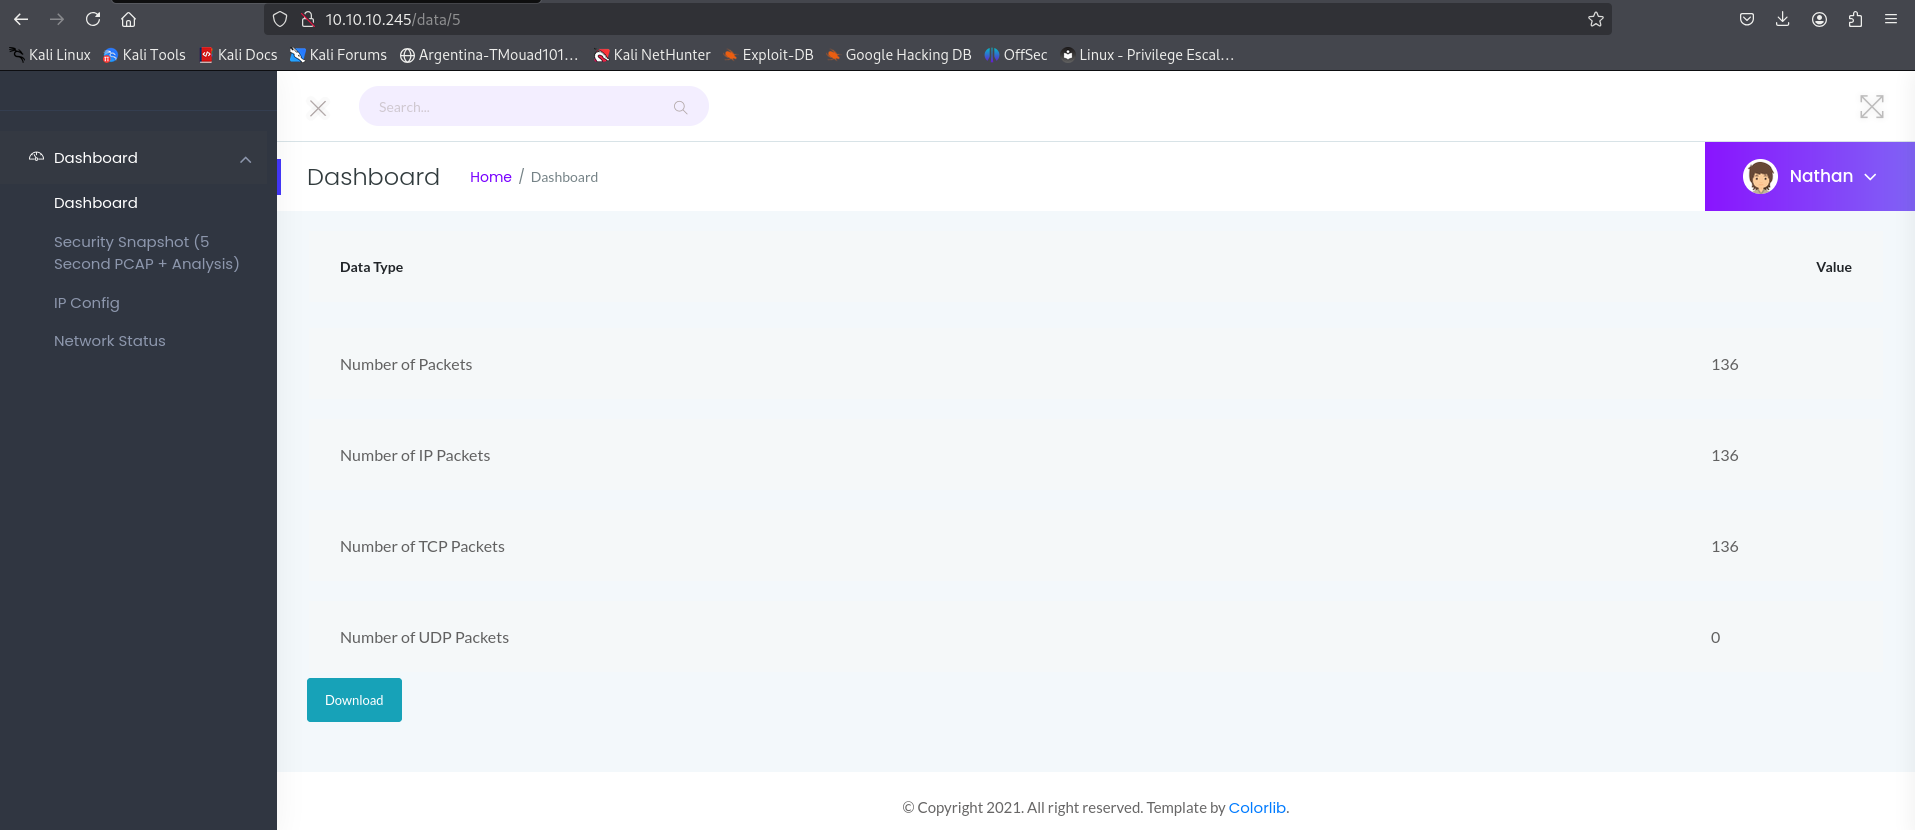 10.10.10.245/data/5
Kali Linux Kali Tools Kali Docs Kali Forums Argentina-TMouad101... Kali NetHunter Exploit-DB Google Hacking DB OffSec Linux - Privilege Escal...
Search...
Dashboard
Dashboard
Security Snapshot (5
Second PCAP + Analysis)
IP Config
Network Status
Dashboard Home / Dashboard
Nathan
Data Type Value
Number of Packets 136
Number of IP Packets 136
Number of TCP Packets 136
Number of UDP Packets 0
Download
© Copyright 2021. All right reserved. Template by Colorlib.